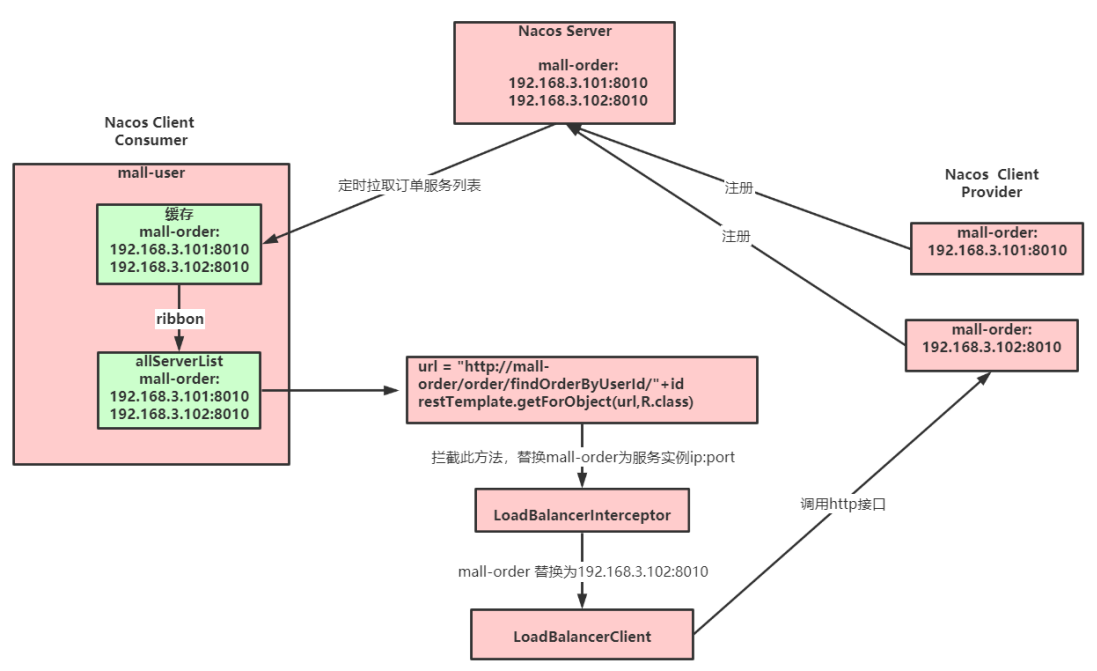 Nacos Server
mall-order:
192.168.3.101:8010
192.168.3.102:8010
Nacos Client
Consumer
mall-user
缓存
mall-order:
192.168.3.101:8010
192.168.3.102:8010
ribbon
allServerList
mall-order:
192.168.3.101:8010
192.168.3.102:8010
定时拉取订单服务列表
注册
注册
Nacos Client
Provider
mall-order:
192.168.3.101:8010
mall-order:
192.168.3.102:8010
url = "http://mall-
order/order/findOrderByUserId/"+id
restTemplate.getForObject(url,R.class)
拦截此方法，替换mall-order为服务实例ip:port
LoadBalancerInterceptor
mall-order 替换为192.168.3.102:8010
LoadBalancerClient
调用http接口